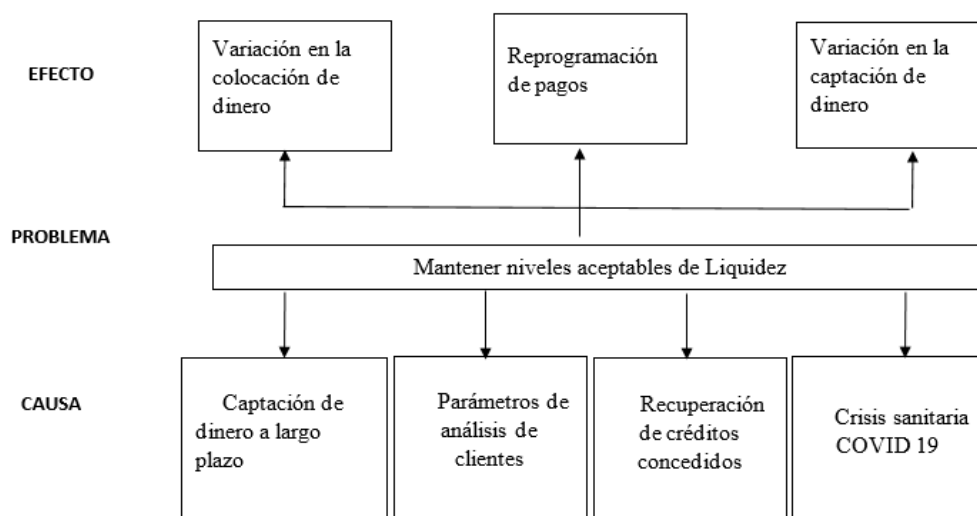 EFECTO
Variación en la
colocación de
dinero
Reprogramación
de pagos
Variación en la
captación de
dinero
PROBLEMA
Mantener niveles aceptables de Liquidez
CAUSA
Captación de
dinero a largo
plazo
Parámetros de
análisis de
clientes
Recuperación
de créditos
concedidos
Crisis sanitaria
COVID 19